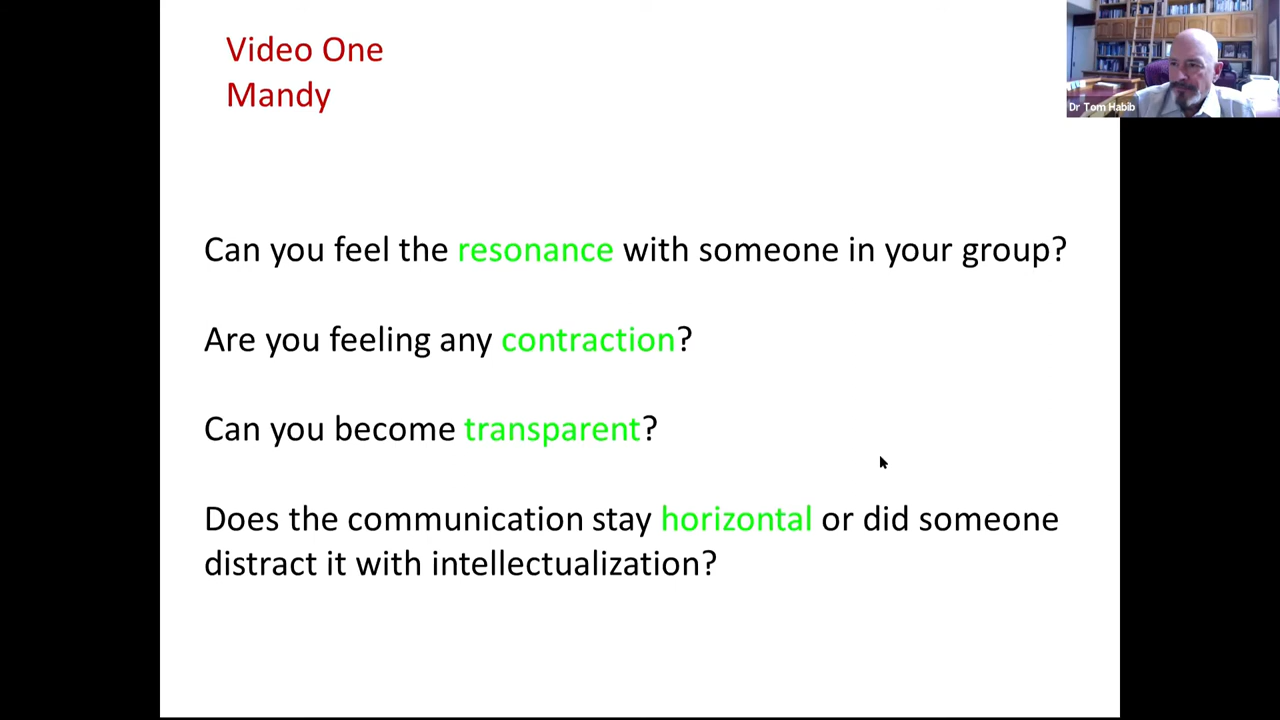 Video One
Mandy
Dr Tom Habib
Can you feel the resonance with someone in your group?
Are you feeling any contraction?
Can you become transparent?
Does the communication stay horizontal or did someone
distract it with intellectualization?